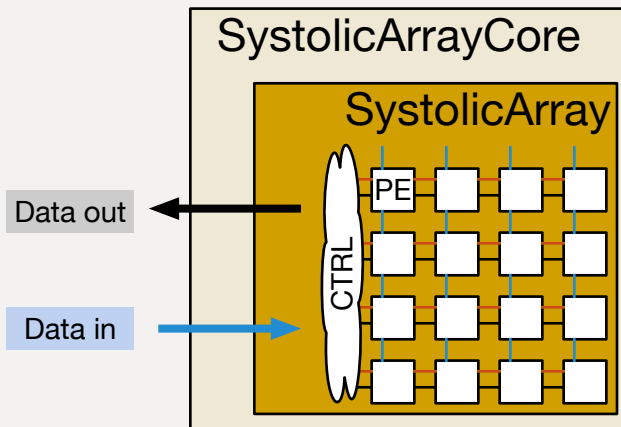 SystolicArrayCore
SystolicArray
PE
Data out
CTRL
Data in